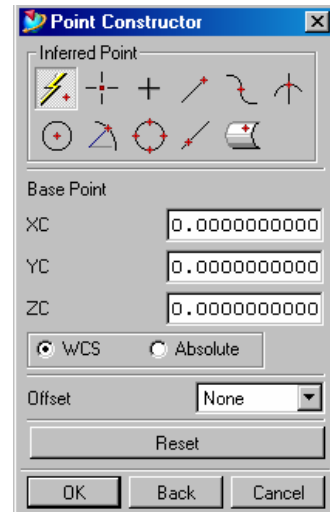 Point Constructor
Inferred Point
Base Point
XC 0.0000000000
YC 0.0000000000
ZC 0.0000000000
WCS Absolute
Offset None
Reset
OK Back Cancel